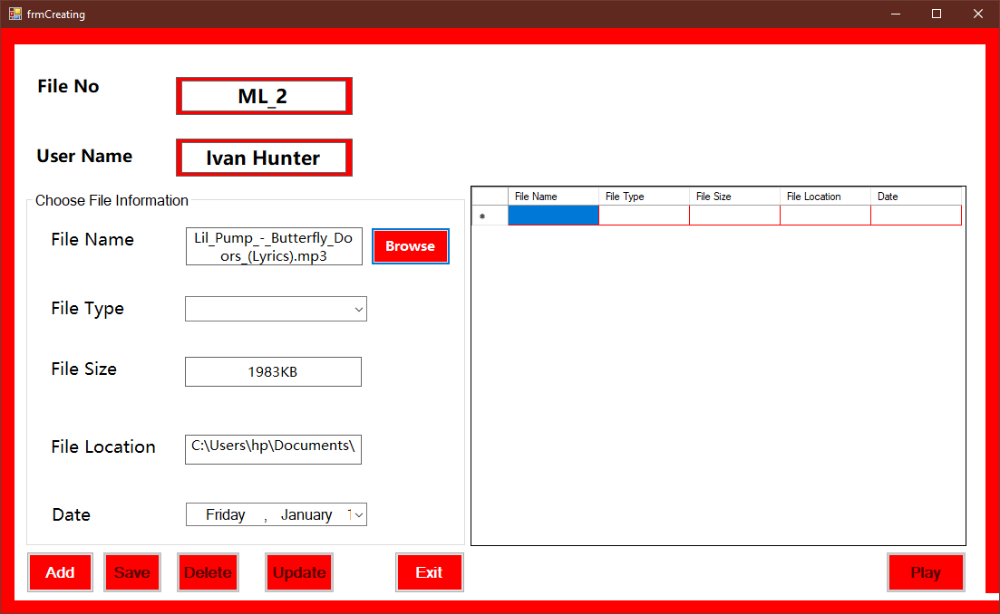 frmCreating
File No
ML_2
User Name
Ivan Hunter
Choose File Information
File Name
Lil_Pump_-_Butterfly_Do
ors_(Lyrics).mp3
Browse
File Type
File Size
1983KB
File Location
C:\Users\hp\Documents\
Date
Friday , January
File Name File Type File Size File Location Date
Add Save Delete Update Exit Play